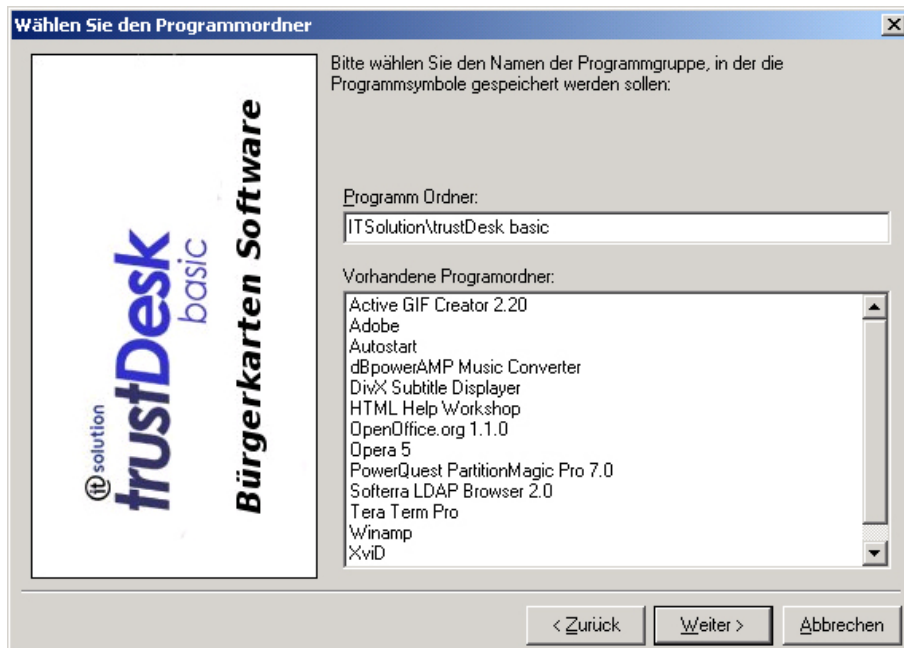 Wählen Sie den Programmordner
Bitte wählen Sie den Namen der Programmgruppe, in der die
Programmsymbole gespeichert werden sollen:
it solution
trustDesk
basic
Bürgerkarten Software
Programm Ordner:
ITSolution\trustDesk basic
Vorhandene Programordner:
Active GIF Creator 2.20
Adobe
Autostart
dBpowerAMP Music Converter
DivX Subtitle Displayer
HTML Help Workshop
OpenOffice.org 1.1.0
Opera 5
PowerQuest PartitionMagic Pro 7.0
Softerra LDAP Browser 2.0
Tera Term Pro
Winamp
XviD
< Zurück
Weiter >
Abbrechen